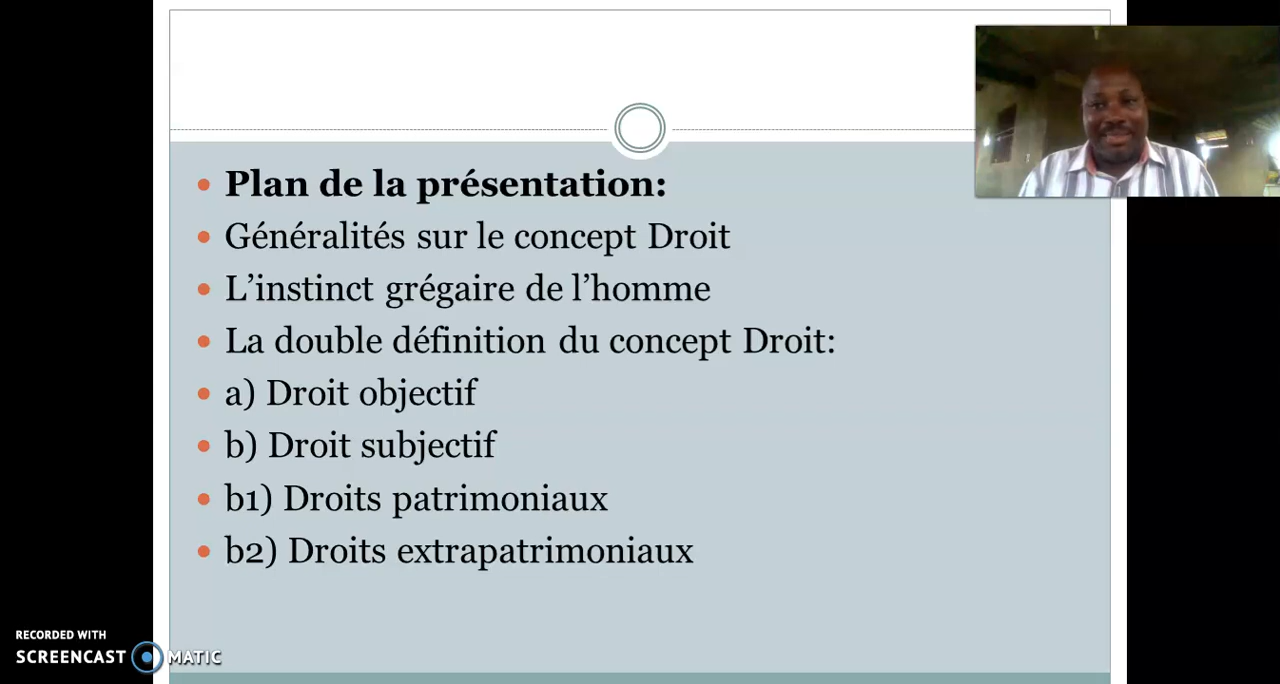 Plan de la présentation:
Généralités sur le concept Droit
L'instinct grégaire de l'homme
La double définition du concept Droit:
a) Droit objectif
b) Droit subjectif
b1) Droits patrimoniaux
b2) Droits extrapatrimoniaux
RECORDED WITH
SCREENCAST MATIC